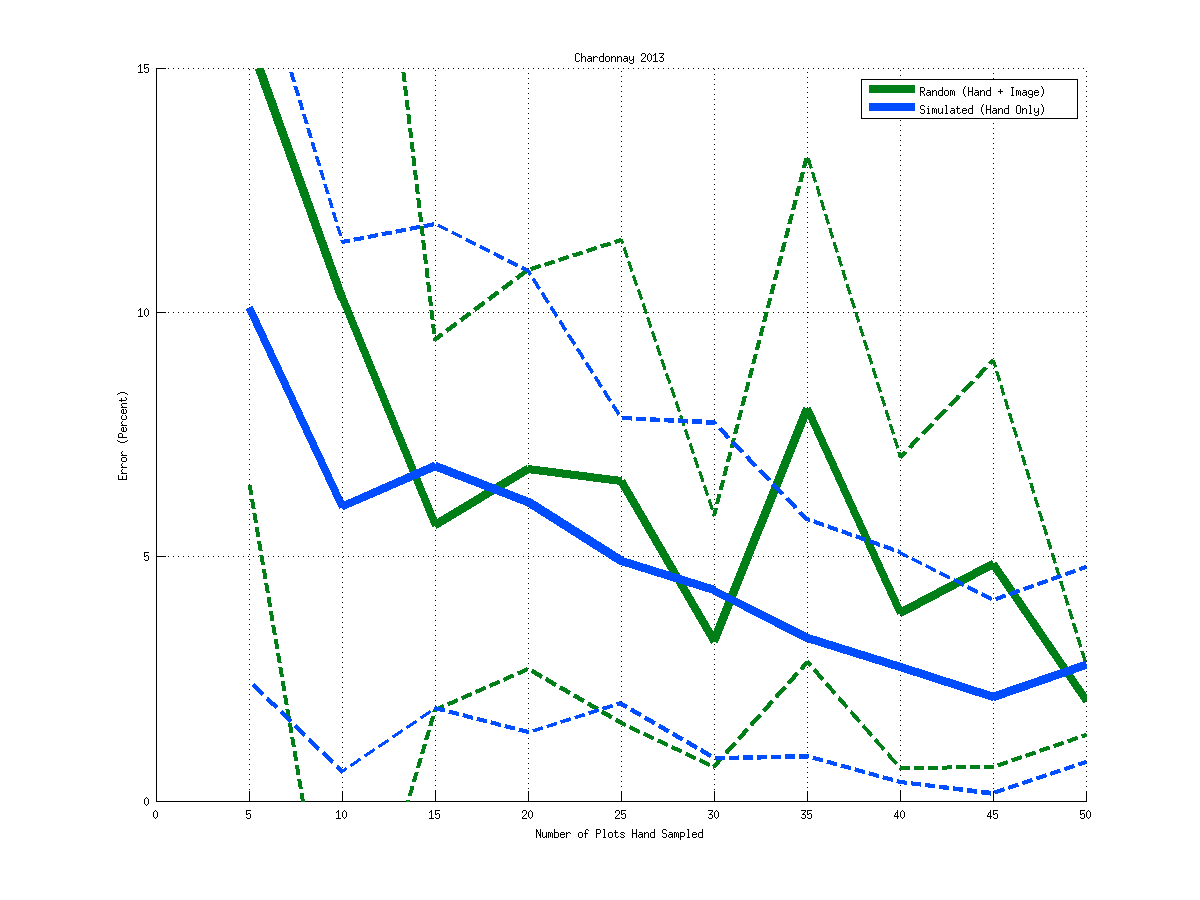 Chardonnay 2013
15
Random (Hand + Image)
Simulated (Hand Only)
10
Error (Percent)
5
0
0 5 10 15 20 25 30 35 40 45 50
Number of Plots Hand Sampled